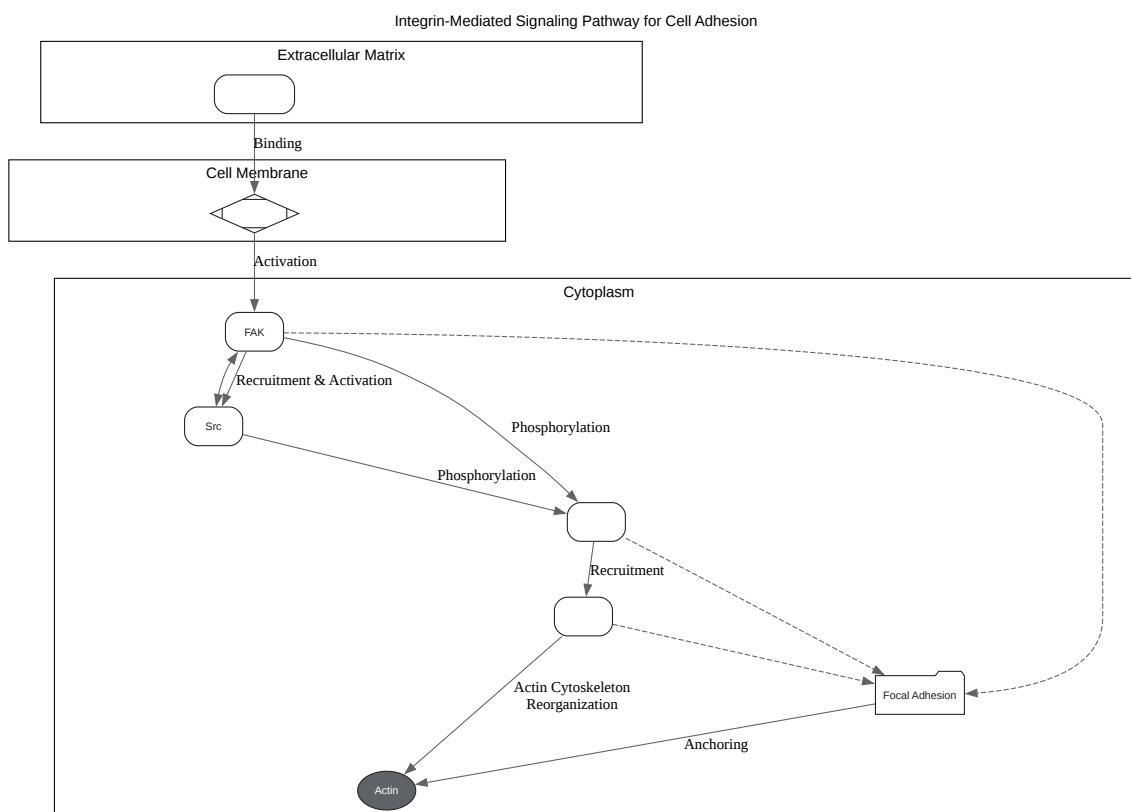 Integrin-Mediated Signaling Pathway for Cell Adhesion
Extracellular Matrix
Binding
Cell Membrane
Activation
Cytoplasm
FAK
Recruitment & Activation
Src
Phosphorylation
Phosphorylation
Recruitment
Actin Cytoskeleton
Reorganization
Focal Adhesion
Anchoring
Actin